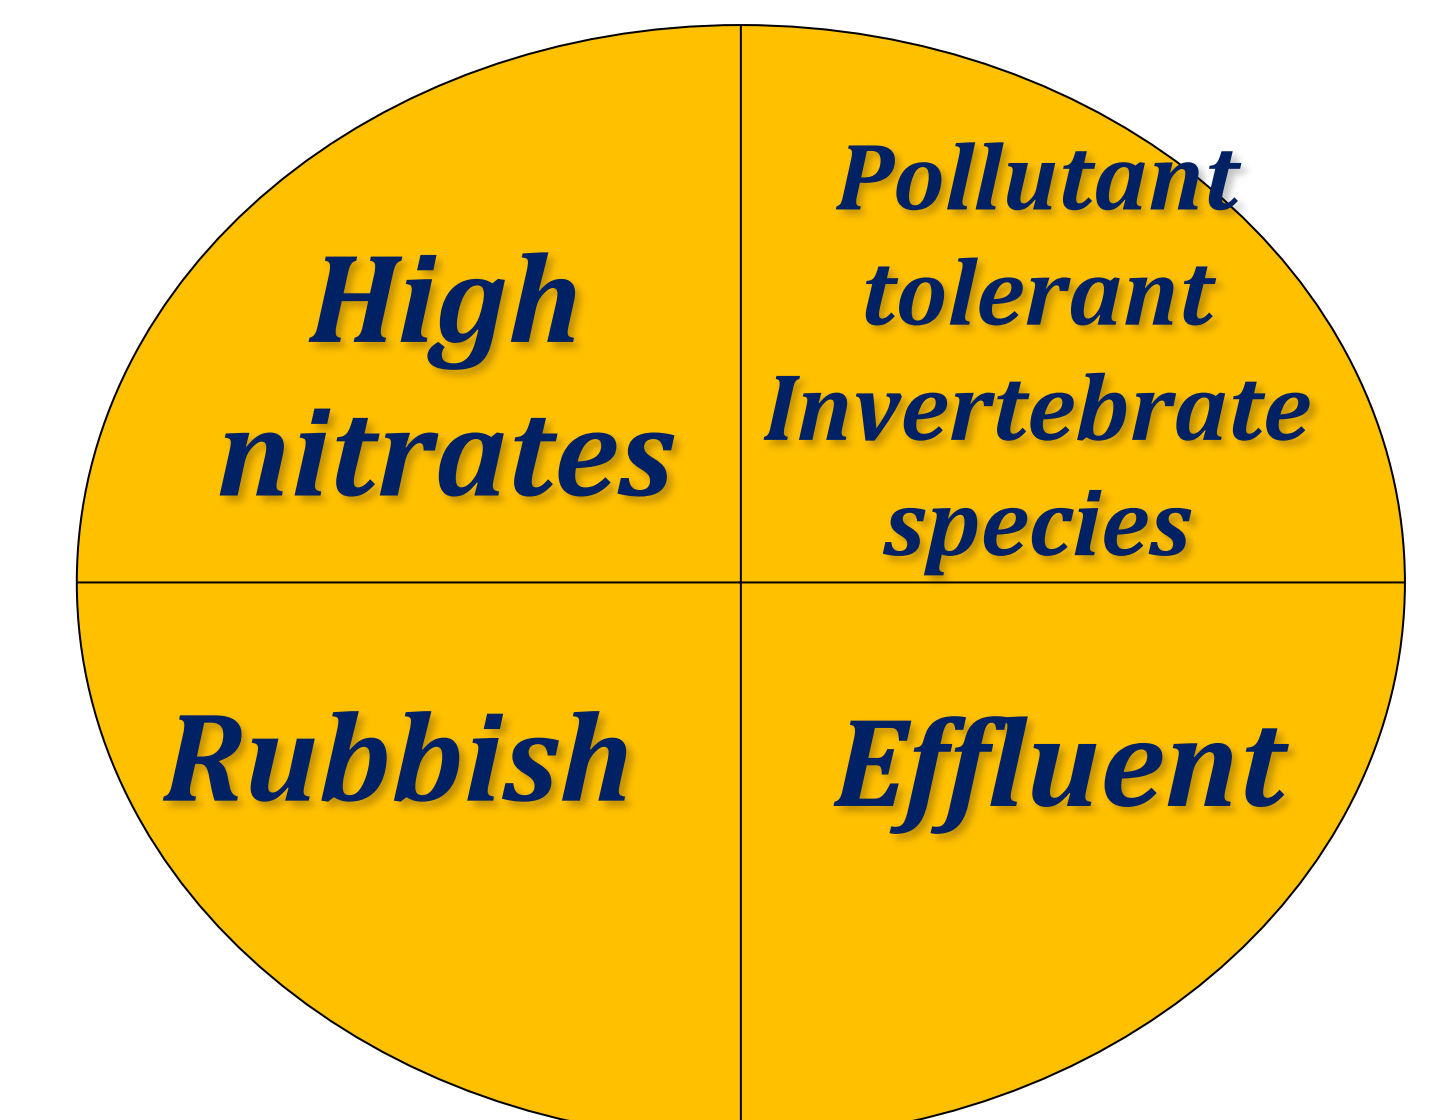 High
nitrates
Pollutant
tolerant
Invertebrate
species
Rubbish
Effluent